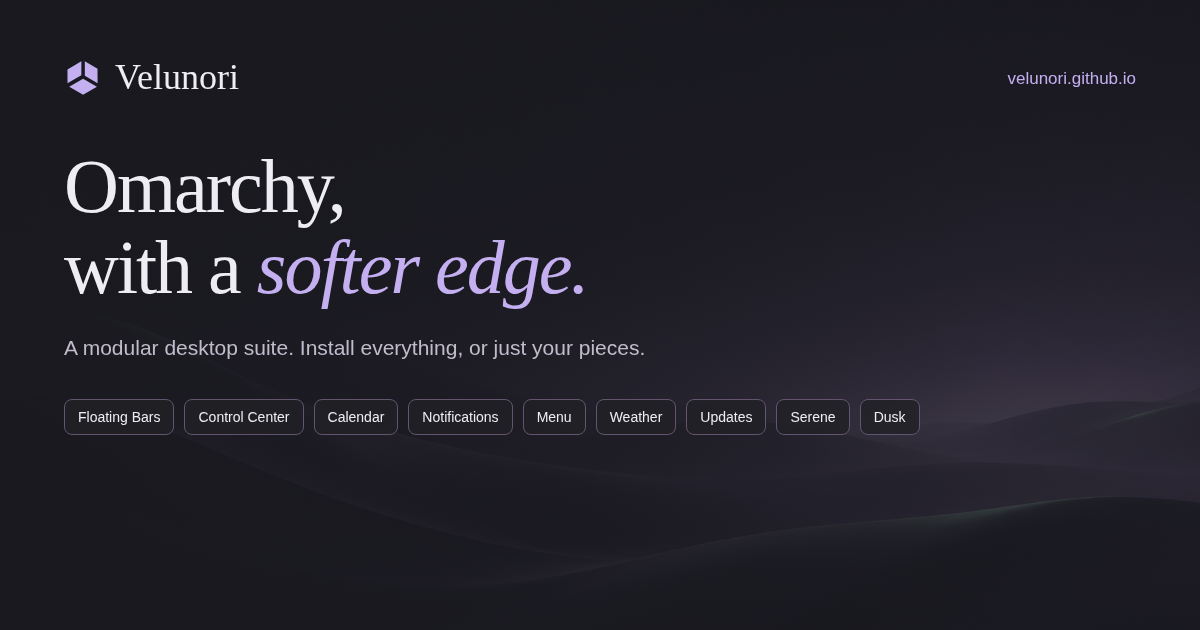 Velunori
velunori.github.io
Omarchy,
with a softer edge.
A modular desktop suite. Install everything, or just your pieces.
Floating Bars
Control Center
Calendar
Notifications
Menu
Weather
Updates
Serene
Dusk